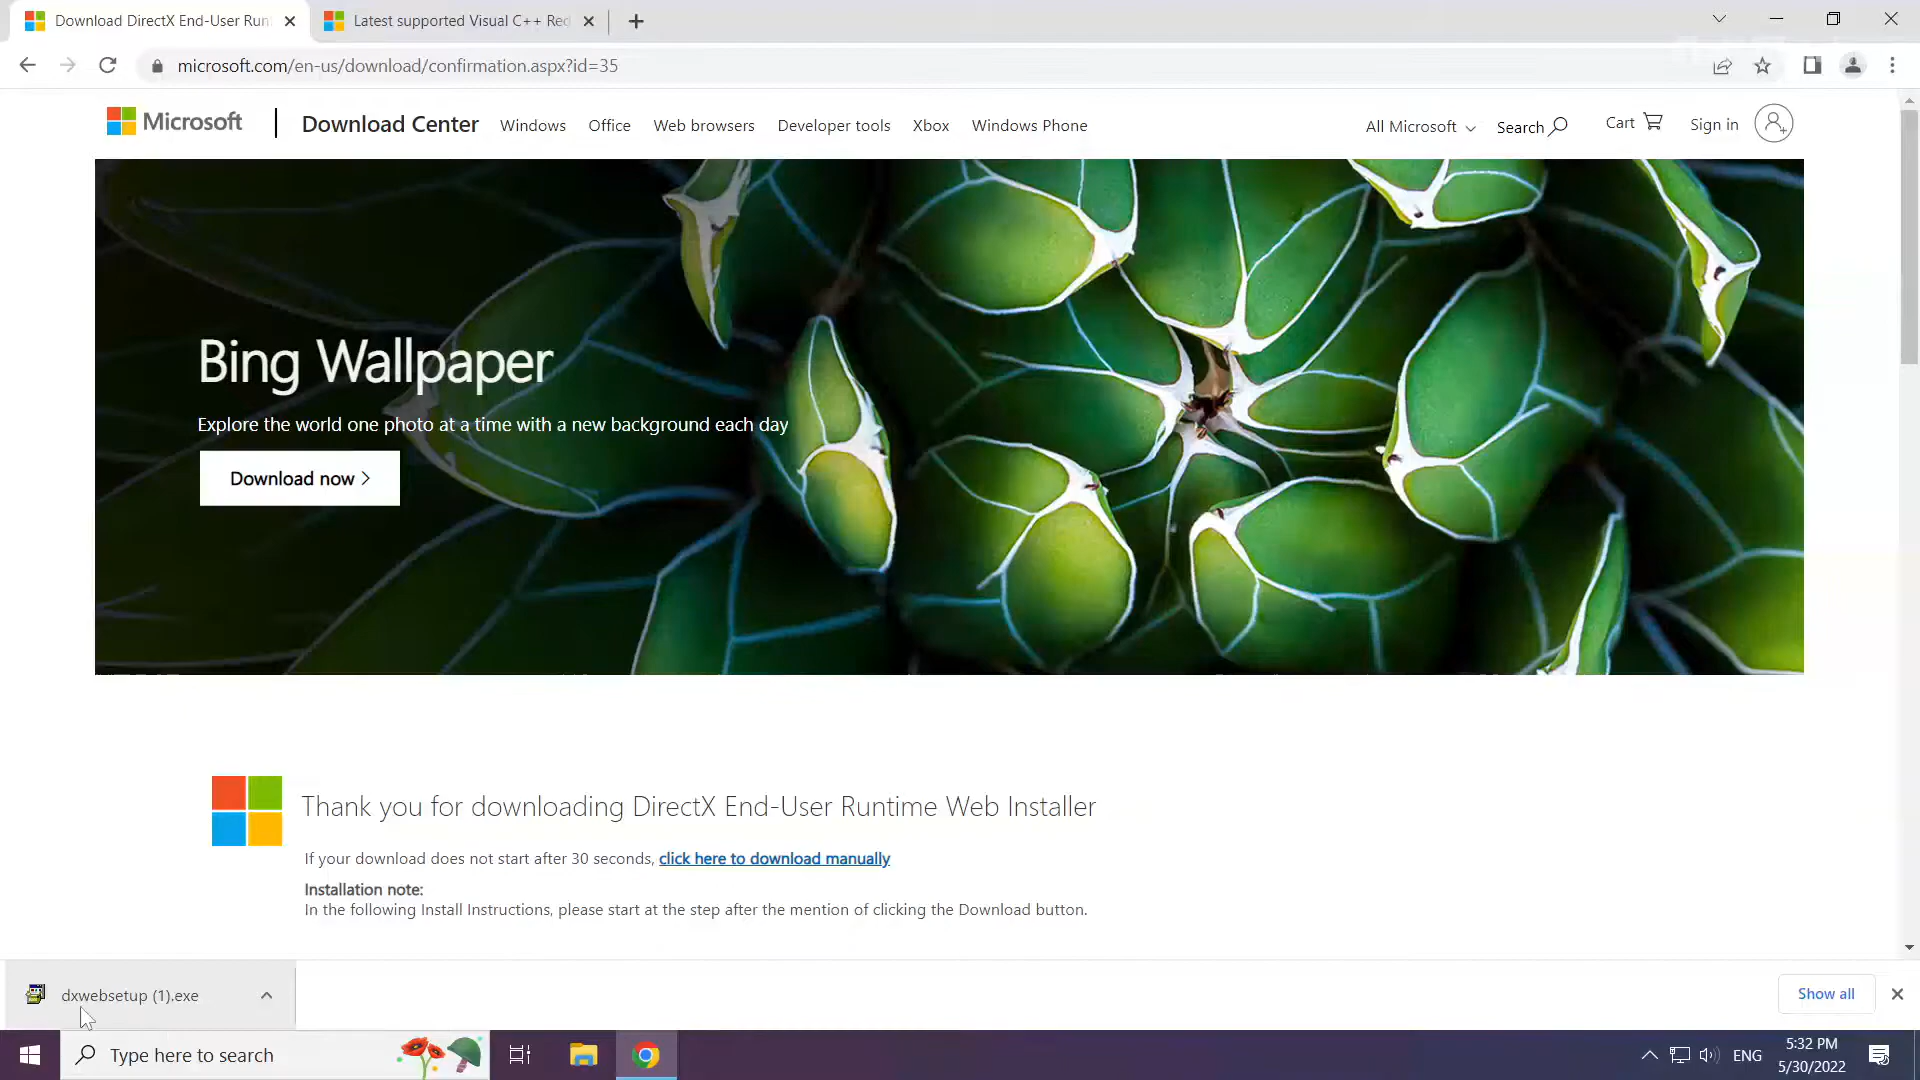 Download DirectX End-User Run
Latest supported Visual C++ Red
microsoft.com/en-us/download/confirmation.aspx?id=35
Microsoft
Download Center
Windows
Office
Web browsers
Developer tools
Xbox
Windows Phone
All Microsoft
Search
Cart
Sign in
Bing Wallpaper
Explore the world one photo at a time with a new background each day
Download now >
Thank you for downloading DirectX End-User Runtime Web Installer
If your download does not start after 30 seconds, click here to download manually
Installation note:
In the following Install Instructions, please start at the step after the mention of clicking the Download button.
dxwebsetup (1).exe
Show all
Type here to search
ENG
5:32 PM
5/30/2022